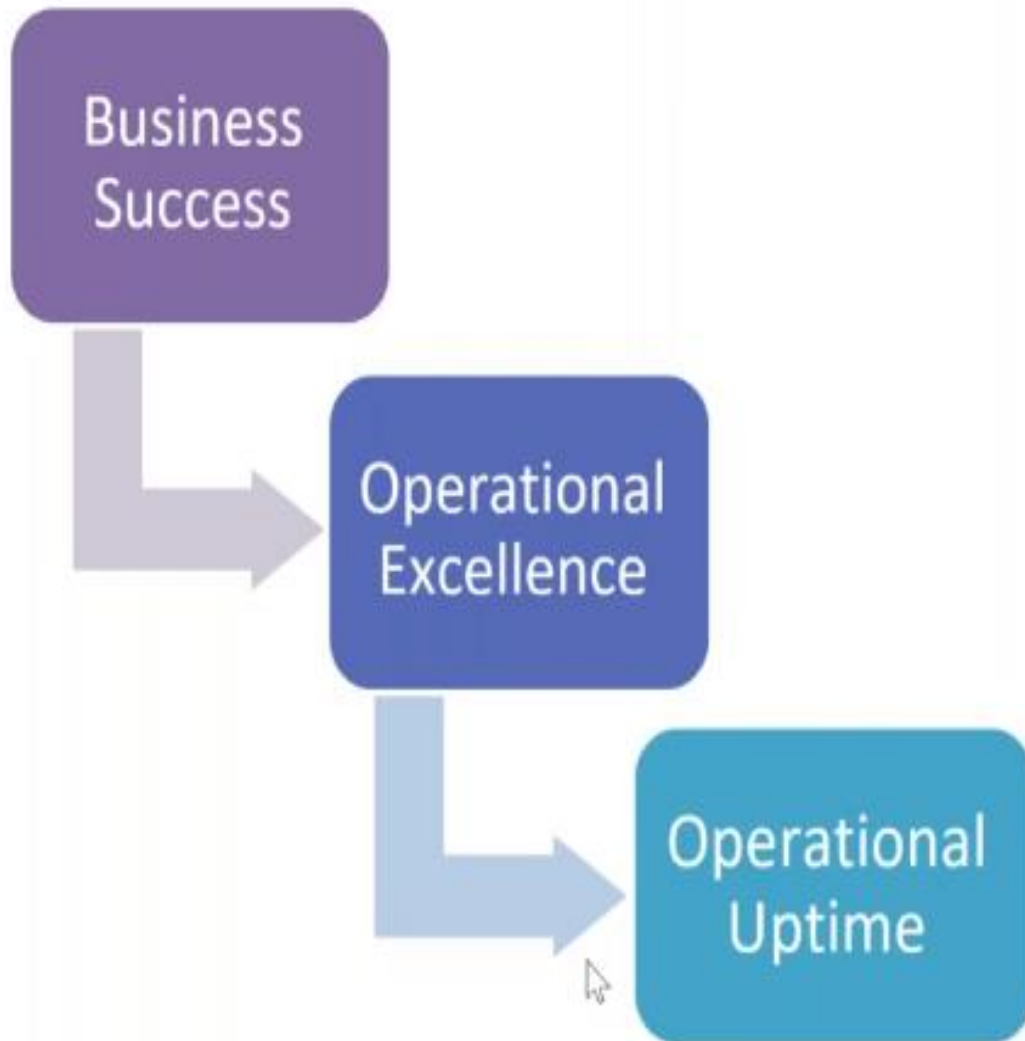 Business
Success
Operational
Excellence
Operational
Uptime